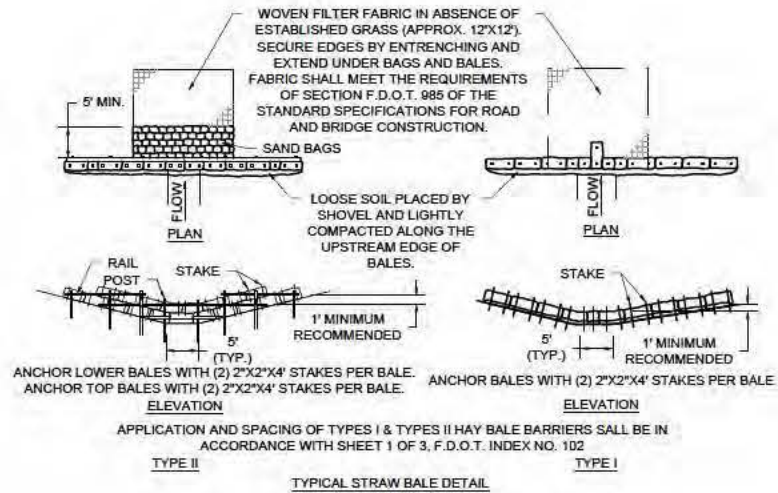 WOVEN FILTER FABRIC IN ABSENCE OF
ESTABLISHED GRASS (APPROX. 12"X12').
SECURE EDGES BY ENTRENCHING AND
EXTEND UNDER BAGS AND BALES.
FABRIC SHALL MEET THE REQUIREMENTS
OF SECTION F.D.O.T. 985 OF THE
STANDARD SPECIFICATIONS FOR ROAD
AND BRIDGE CONSTRUCTION.
5' MIN.
SAND BAGS
FLOW
PLAN
LOOSE SOIL PLACED BY
SHOVEL AND LIGHTLY
COMPACTED ALONG THE
UPSTREAM EDGE OF
BALES.
FLOW
PLAN
RAIL
POST
STAKE
5'
(TYP.)
1' MINIMUM
RECOMMENDED
ANCHOR LOWER BALES WITH (2) 2"X2"X4' STAKES PER BALE.
ANCHOR TOP BALES WITH (2) 2"X2"X4' STAKES PER BALE.
ELEVATION
STAKE
5'
(TYP.)
1' MINIMUM
RECOMMENDED
ANCHOR BALES WITH (2) 2"X2"X4' STAKES PER BALE
ELEVATION
APPLICATION AND SPACING OF TYPES I & TYPES II HAY BALE BARRIERS SALL BE IN
ACCORDANCE WITH SHEET 1 OF 3, F.D.O.T. INDEX NO. 102
TYPE II
TYPE I
TYPICAL STRAW BALE DETAIL